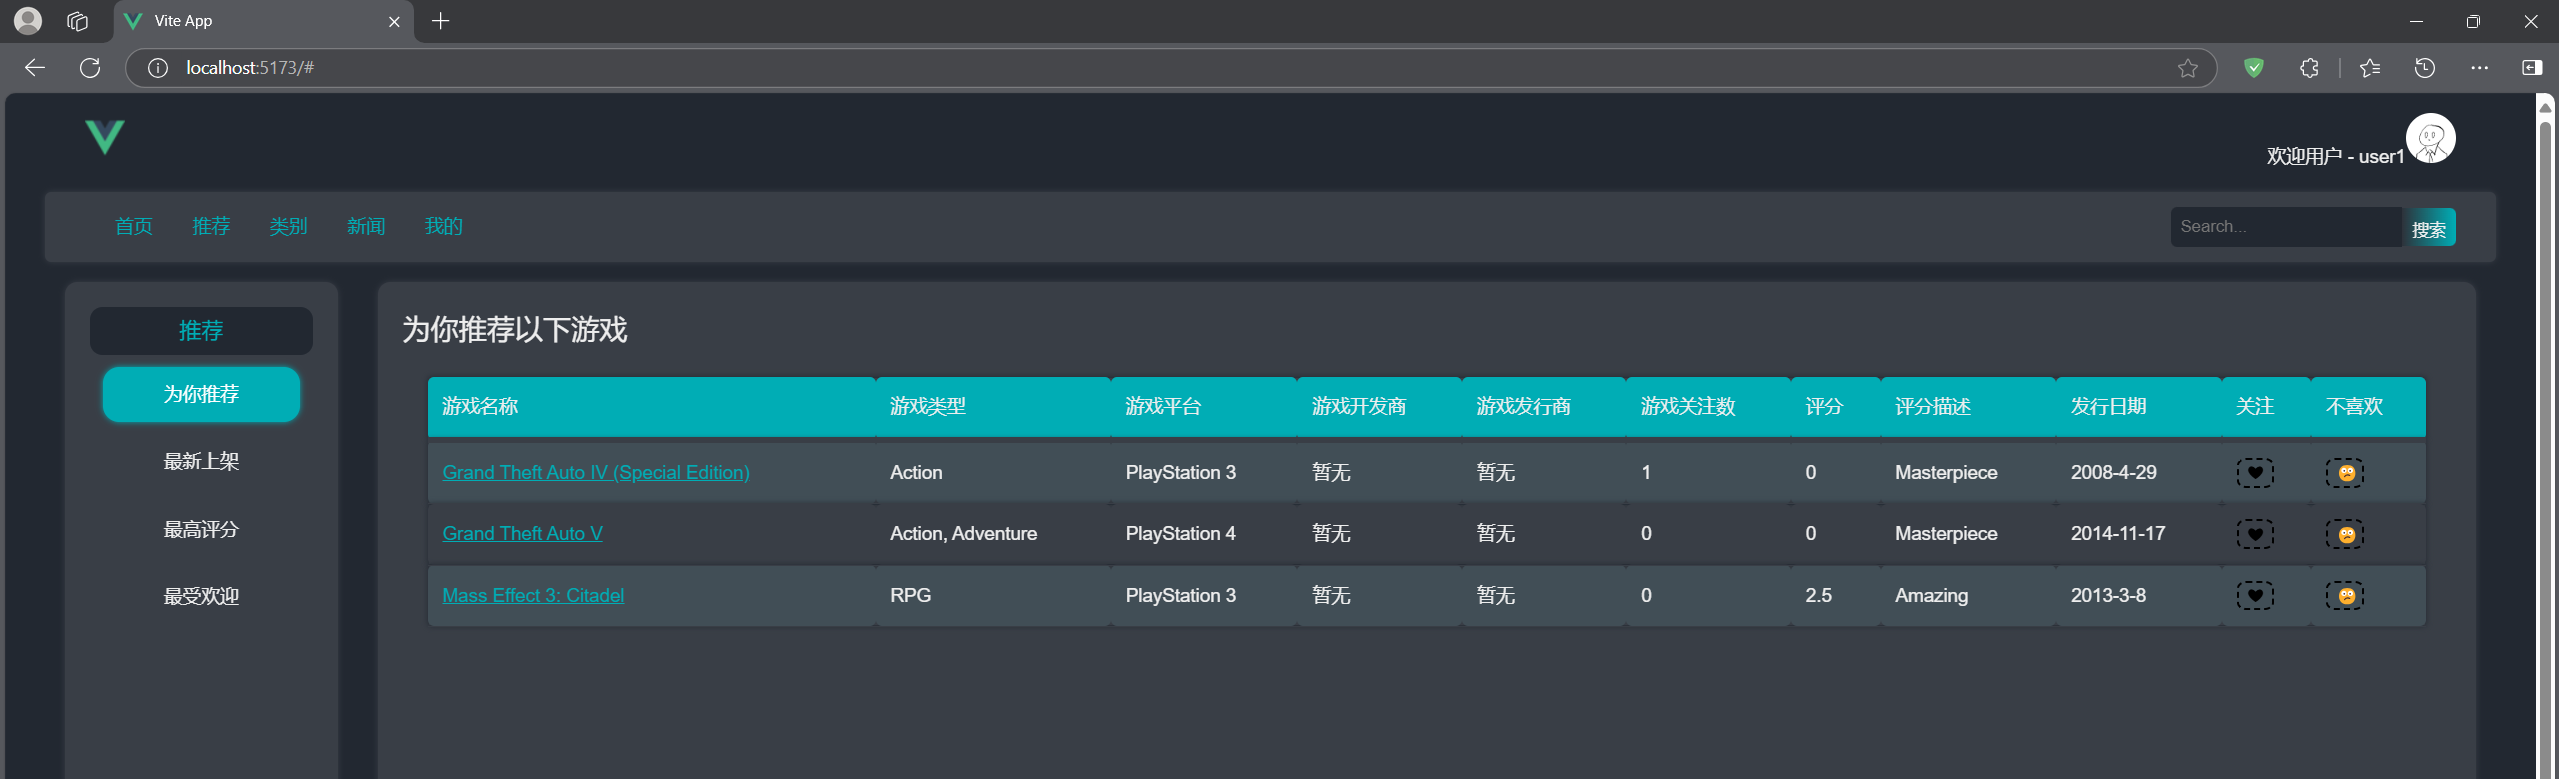 Vite App
localhost:5173/#
欢迎用户 - user1
首页 推荐 类别 新闻 我的 Search... 搜索
推荐
为你推荐
最新上架
最高评分
最受欢迎
为你推荐以下游戏
游戏名称 游戏类型 游戏平台 游戏开发商 游戏发行商 游戏关注数 评分 评分描述 发行日期 关注 不喜欢
Grand Theft Auto IV (Special Edition) Action PlayStation 3 暂无 暂无 1 0 Masterpiece 2008-4-29
Grand Theft Auto V Action, Adventure PlayStation 4 暂无 暂无 0 0 Masterpiece 2014-11-17
Mass Effect 3: Citadel RPG PlayStation 3 暂无 暂无 0 2.5 Amazing 2013-3-8